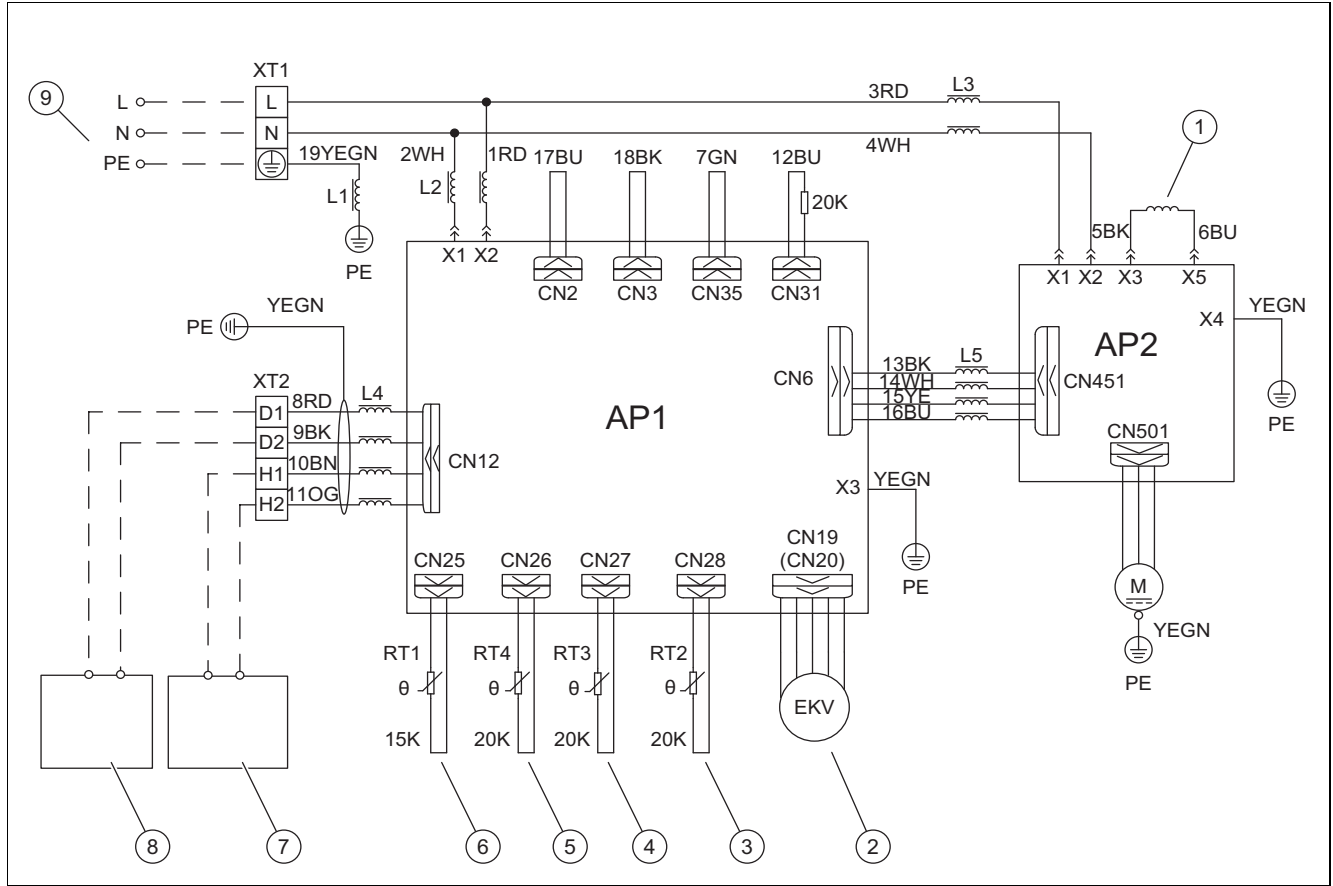 XT1
9
L
L
3RD
L3
N
N
4WH
1
PE
19YEGN
2WH
1RD
17BU
18BK
7GN
12BU
L1
L2
20K
5BK
6BU
PE
X1 X2
CN2
CN3
CN35
CN31
X1 X2 X3 X5
YEGN
PE
X4
YEGN
AP2
PE
CN6
13BK
14WH
15YE
16BU
L5
CN451
XT2
D1
8RD
L4
D2
9BK
H1
10BN
H2
11OG
CN12
AP1
CN501
X3
YEGN
PE
CN25
CN26
CN27
CN28
CN19
(CN20)
M
YEGN
PE
RT1
RT4
RT3
RT2
θ
θ
θ
θ
EKV
15K
20K
20K
20K
8
7
6
5
4
3
2